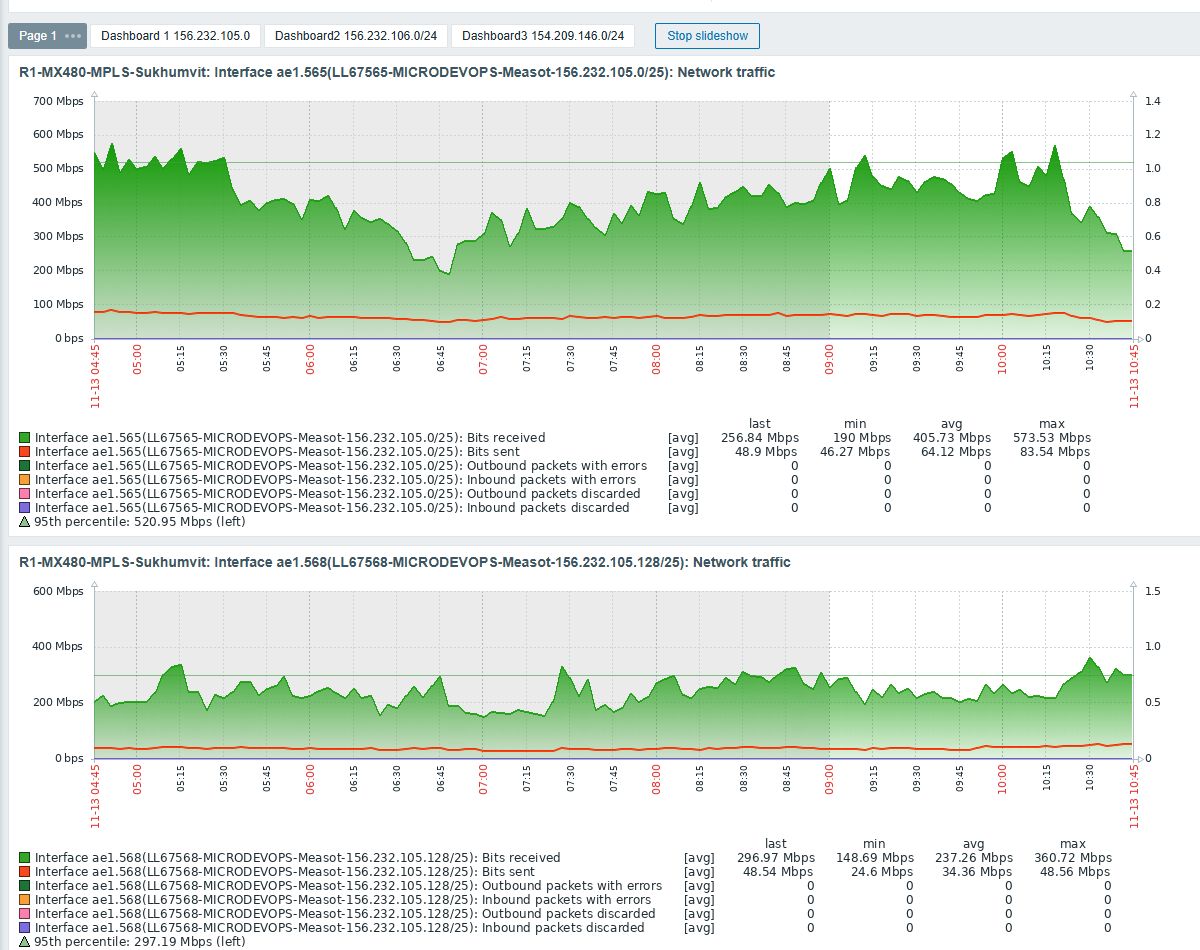 Page 1 ••• Dashboard 1 156.232.105.0 Dashboard2 156.232.106.0/24 Dashboard3 154.209.146.0/24 Stop slideshow
R1-MX480-MPLS-Sukhumvit: Interface ae1.565(LL67565-MICRODEVOPS-Measot-156.232.105.0/25): Network traffic
700 Mbps 1.4
600 Mbps 1.2
500 Mbps 1.0
400 Mbps 0.8
300 Mbps 0.6
200 Mbps 0.4
100 Mbps 0.2
0 bps 0
11-13 04:45 05:00 05:15 05:30 05:45 06:00 06:15 06:30 06:45 07:00 07:15 07:30 07:45 08:00 08:15 08:30 08:45 09:00 09:15 09:30 09:45 10:00 10:15 10:30 11-13 10:45
last min avg max
Interface ae1.565(LL67565-MICRODEVOPS-Measot-156.232.105.0/25): Bits received [avg] 256.84 Mbps 190 Mbps 405.73 Mbps 573.53 Mbps
Interface ae1.565(LL67565-MICRODEVOPS-Measot-156.232.105.0/25): Bits sent [avg] 48.9 Mbps 46.27 Mbps 64.12 Mbps 83.54 Mbps
Interface ae1.565(LL67565-MICRODEVOPS-Measot-156.232.105.0/25): Outbound packets with errors [avg] 0 0 0 0
Interface ae1.565(LL67565-MICRODEVOPS-Measot-156.232.105.0/25): Inbound packets with errors [avg] 0 0 0 0
Interface ae1.565(LL67565-MICRODEVOPS-Measot-156.232.105.0/25): Outbound packets discarded [avg] 0 0 0 0
Interface ae1.565(LL67565-MICRODEVOPS-Measot-156.232.105.0/25): Inbound packets discarded [avg] 0 0 0 0
95th percentile: 520.95 Mbps (left)
R1-MX480-MPLS-Sukhumvit: Interface ae1.568(LL67568-MICRODEVOPS-Measot-156.232.105.128/25): Network traffic
600 Mbps 1.5
400 Mbps 1.0
200 Mbps 0.5
0 bps 0
11-13 04:45 05:00 05:15 05:30 05:45 06:00 06:15 06:30 06:45 07:00 07:15 07:30 07:45 08:00 08:15 08:30 08:45 09:00 09:15 09:30 09:45 10:00 10:15 10:30 11-13 10:45
last min avg max
Interface ae1.568(LL67568-MICRODEVOPS-Measot-156.232.105.128/25): Bits received [avg] 296.97 Mbps 148.69 Mbps 237.26 Mbps 360.72 Mbps
Interface ae1.568(LL67568-MICRODEVOPS-Measot-156.232.105.128/25): Bits sent [avg] 48.54 Mbps 24.6 Mbps 34.36 Mbps 48.56 Mbps
Interface ae1.568(LL67568-MICRODEVOPS-Measot-156.232.105.128/25): Outbound packets with errors [avg] 0 0 0 0
Interface ae1.568(LL67568-MICRODEVOPS-Measot-156.232.105.128/25): Inbound packets with errors [avg] 0 0 0 0
Interface ae1.568(LL67568-MICRODEVOPS-Measot-156.232.105.128/25): Outbound packets discarded [avg] 0 0 0 0
Interface ae1.568(LL67568-MICRODEVOPS-Measot-156.232.105.128/25): Inbound packets discarded [avg] 0 0 0 0
95th percentile: 297.19 Mbps (left)